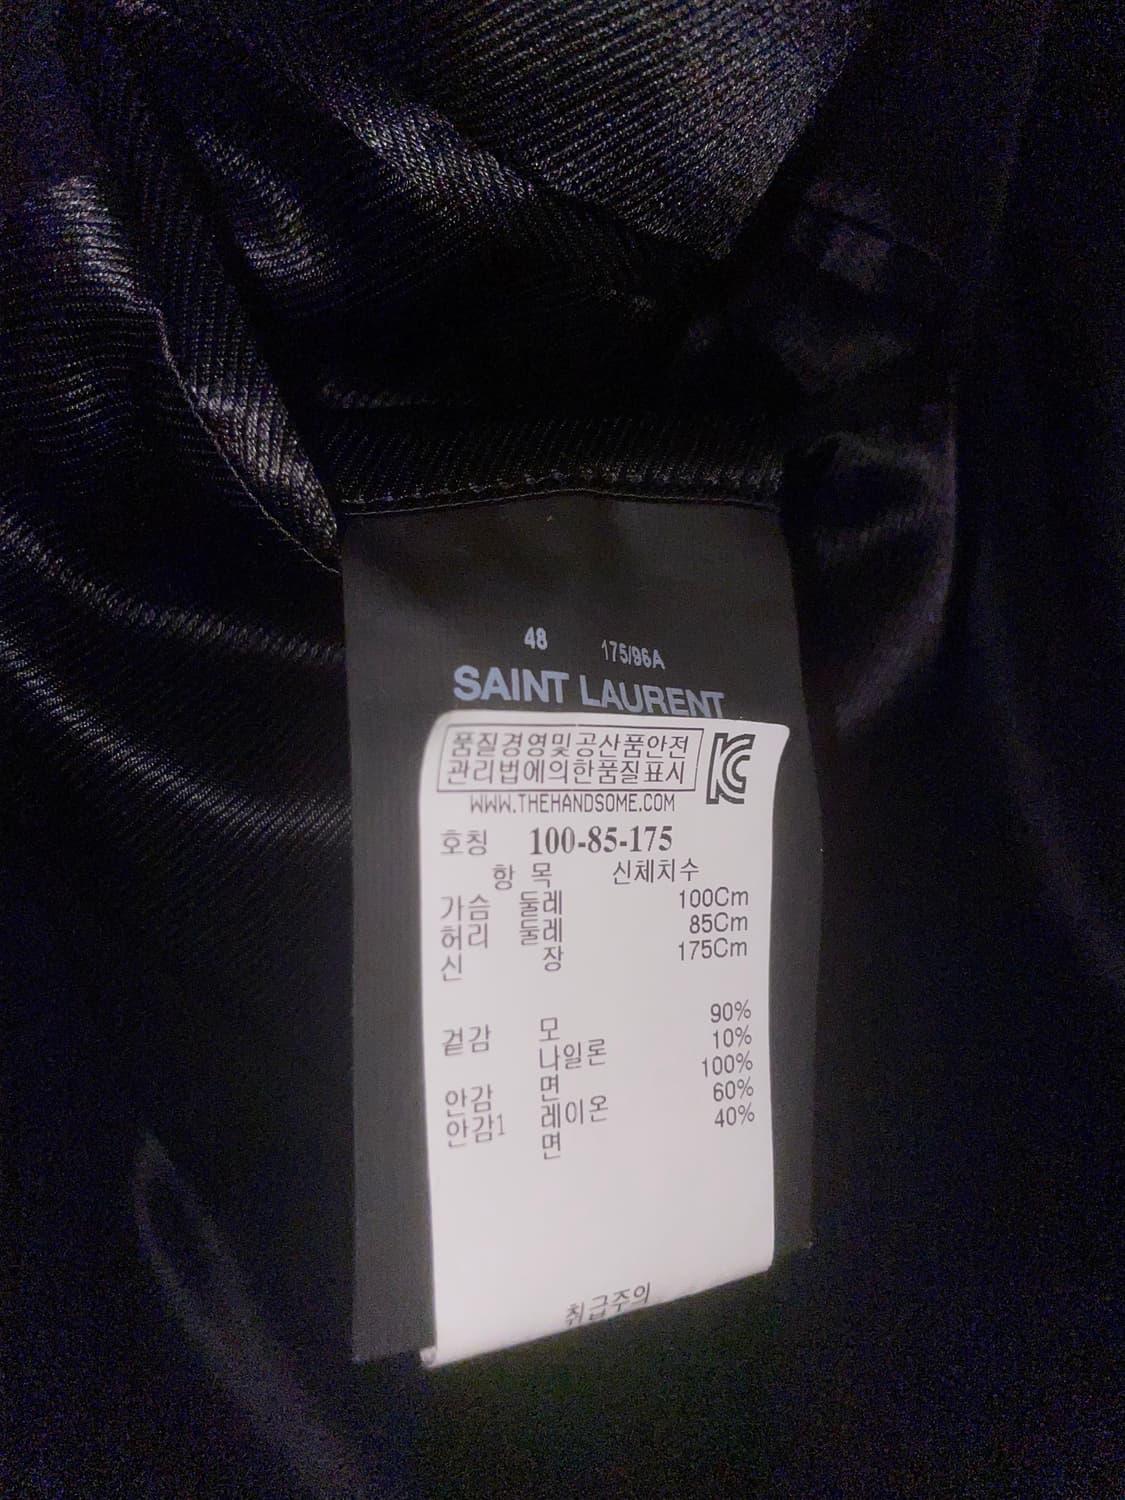 48 175/96A
SAINT LAURENT
품질경영및공산품안전
관리법에의한품질표시
WWW.THEHANDSOME.COM
호칭 100-85-175
항 목 신체치수
가슴 둘레 100Cm
허리 둘레 85Cm
신 장 175Cm
겉감 모 90%
나일론 10%
안감 면 100%
안감1 레이온 60%
면 40%
취급주의